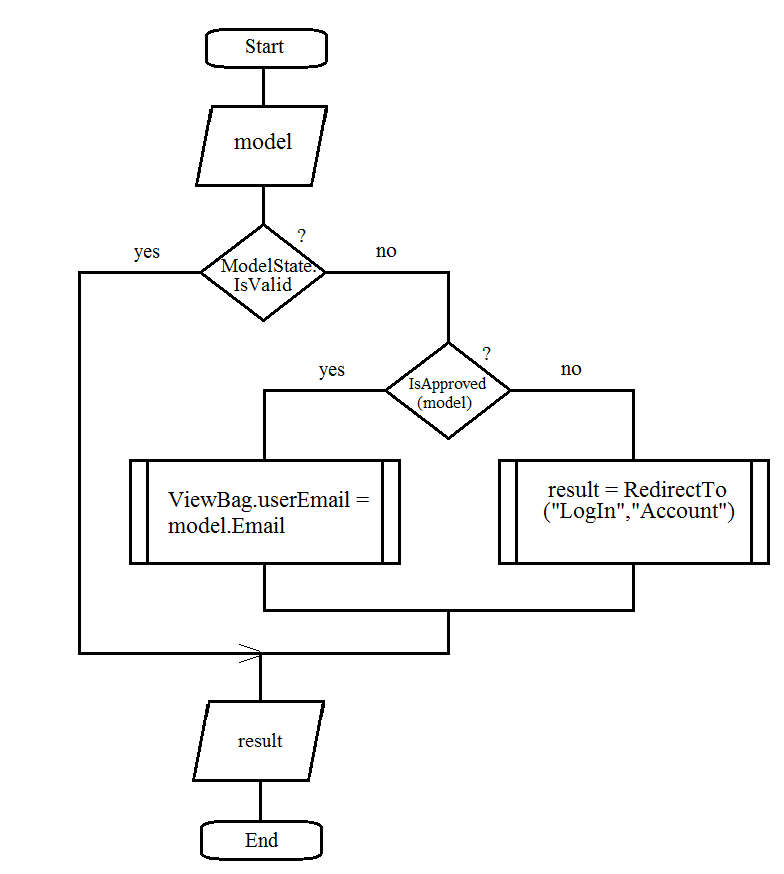 Start
model
?
yes
no
ModelState.
IsValid
?
yes
no
IsApproved
(model)
ViewBag.userEmail =
model.Email
result = RedirectTo
("LogIn","Account")
result
End